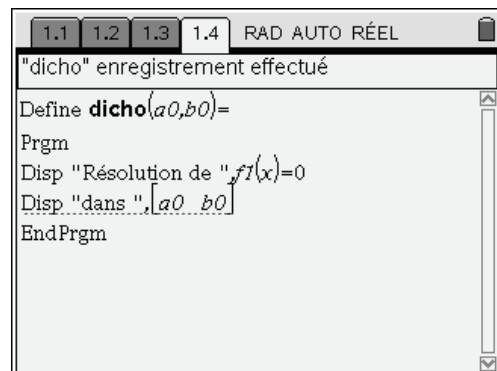 1.1 1.2 1.3 1.4 RAD AUTO RÉEL
"dicho" enregistrement effectué
Define dicho(a0,b0)=
Prgm
Disp "Résolution de ",f1(x)=0
Disp "dans ",[a0 b0]
EndPrgm